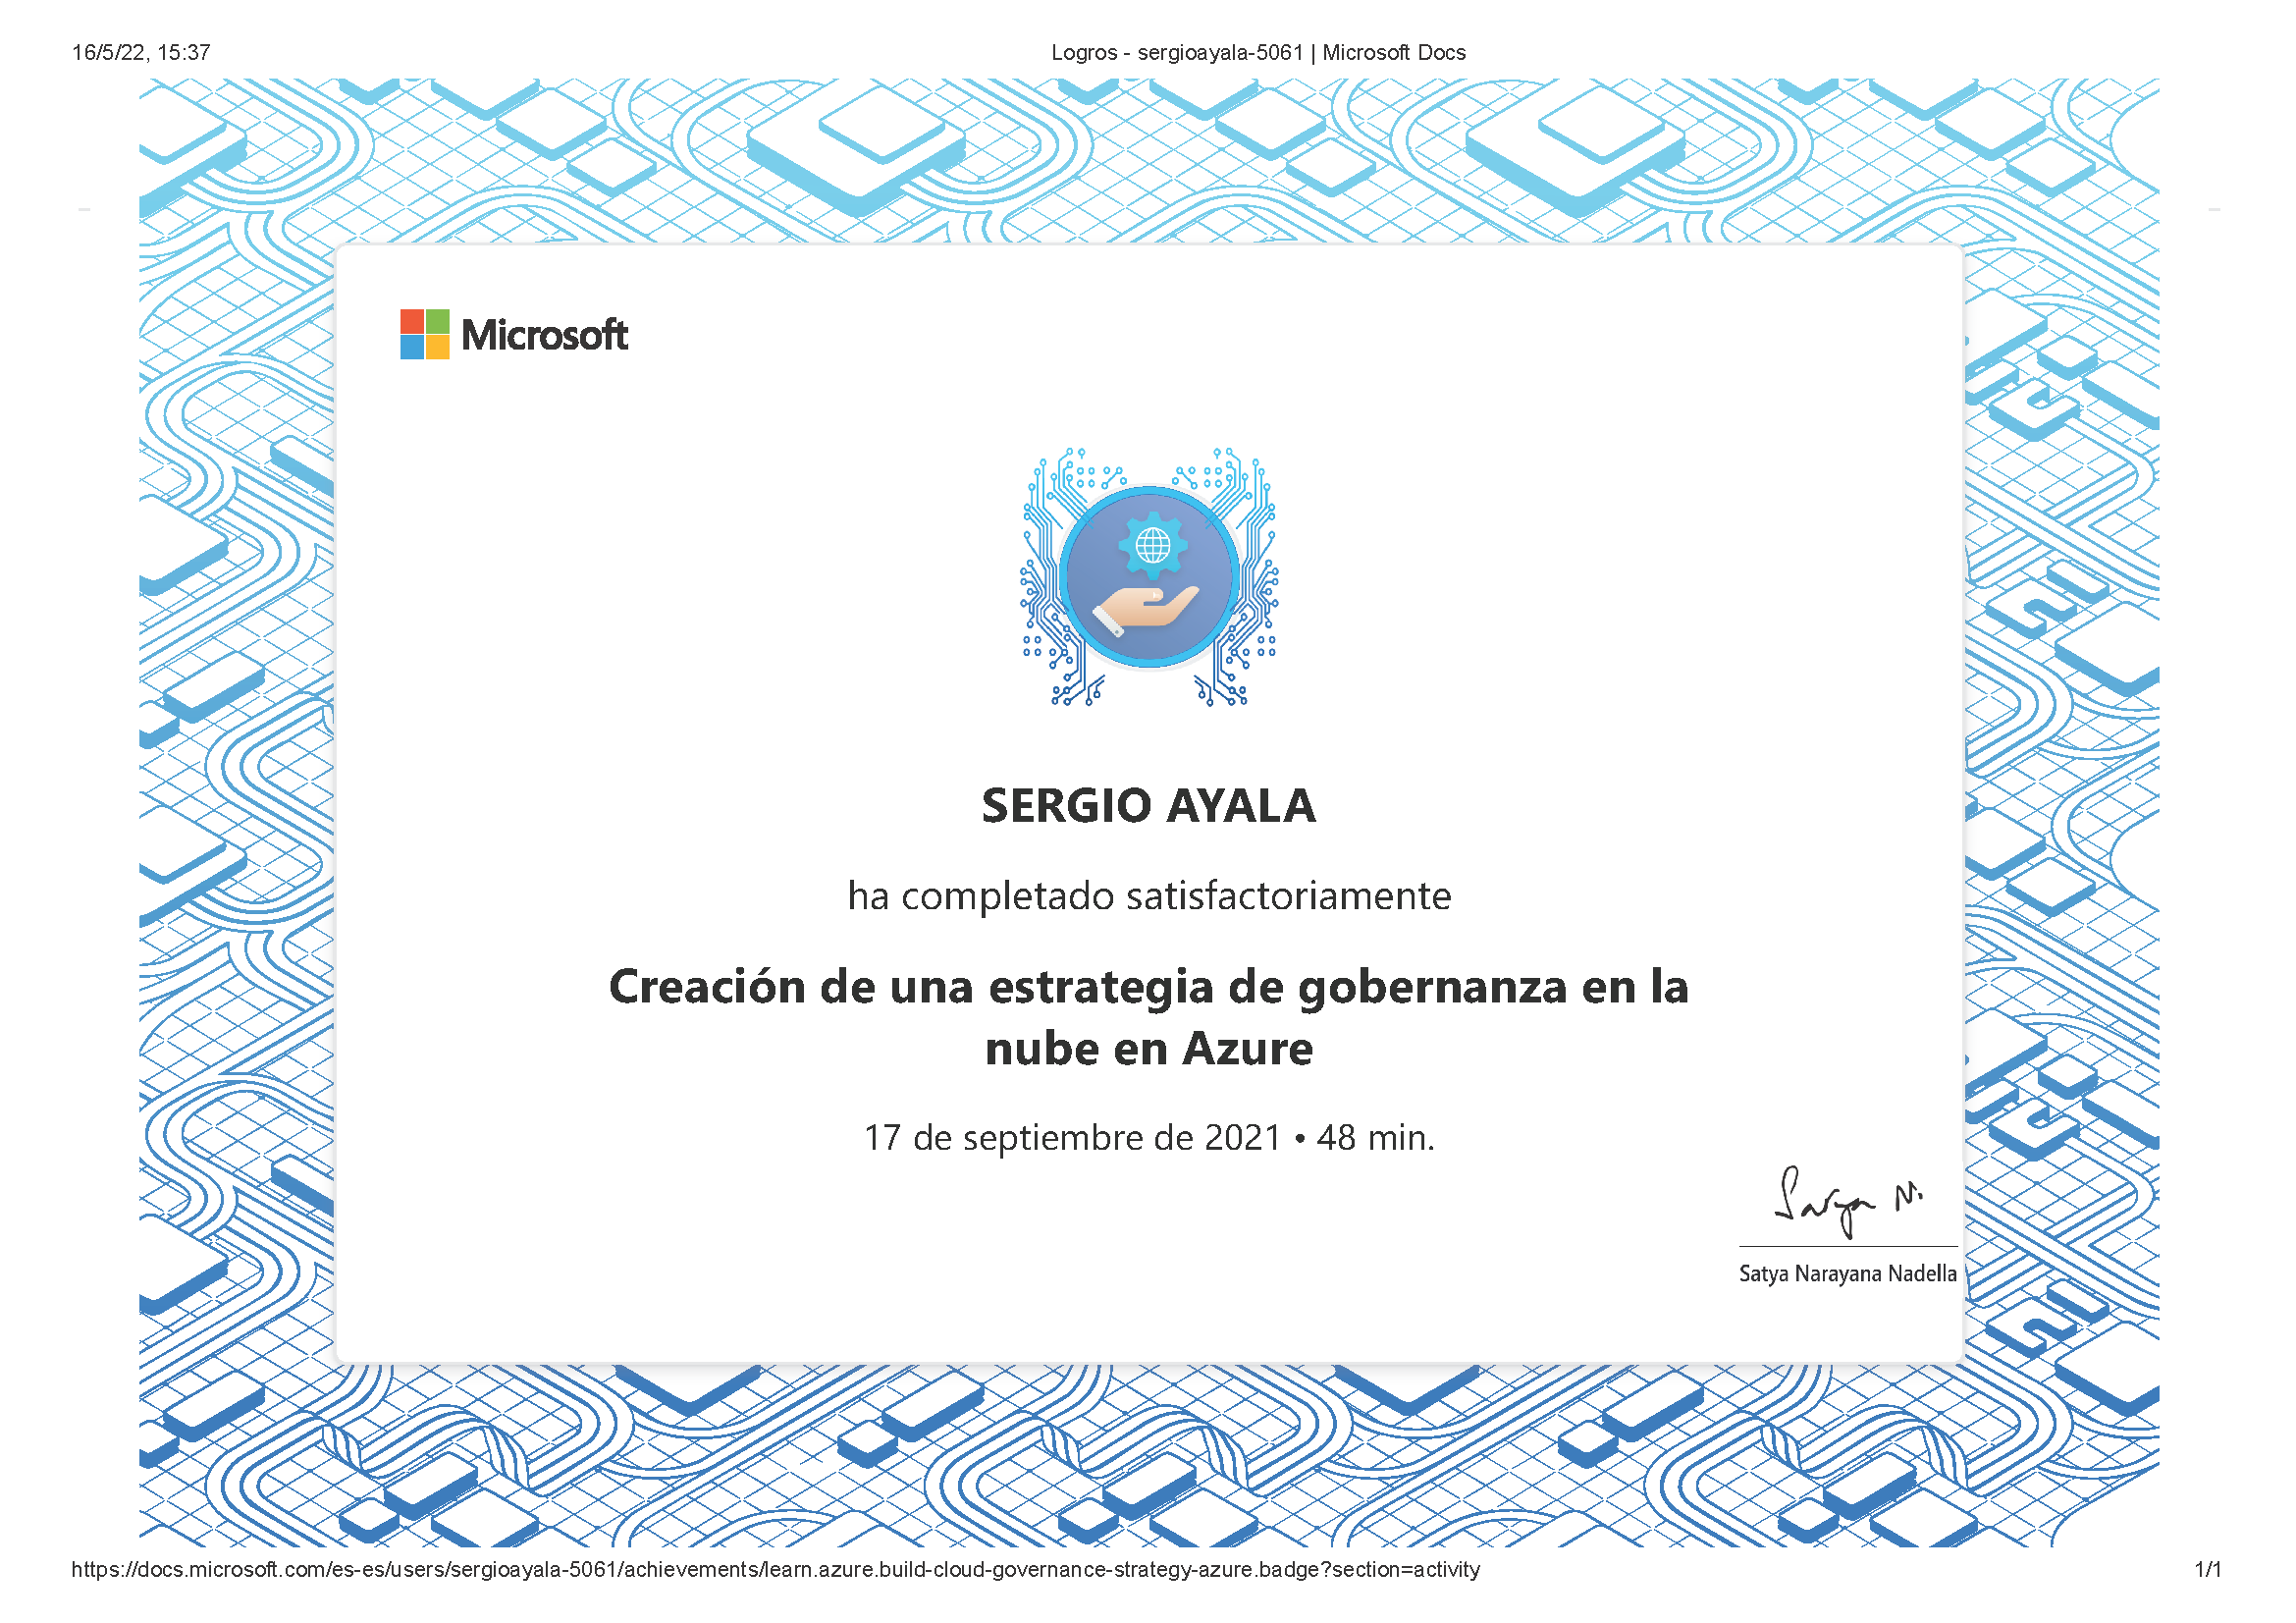 16/5/22, 15:37
Logros - sergioayala-5061 | Microsoft Docs
Microsoft
SERGIO AYALA
ha completado satisfactoriamente
Creación de una estrategia de gobernanza en la
nube en Azure
17 de septiembre de 2021 • 48 min.
Satya N.
Satya Narayana Nadella
https://docs.microsoft.com/es-es/users/sergioayala-5061/achievements/learn.azure.build-cloud-governance-strategy-azure.badge?section=activity
1/1